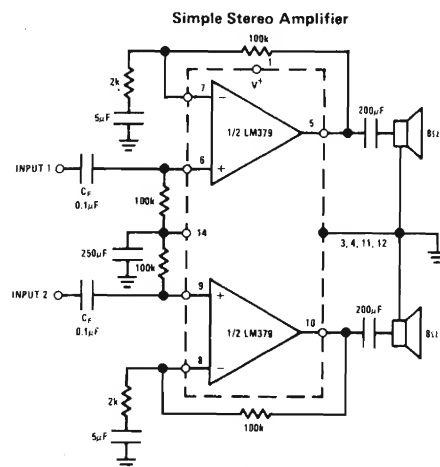 Simple Stereo Amplifier
100k
1
V+
2k
7
−
5μF
1/2 LM379
5
200μF
8Ω
INPUT 1
6
+
CF
0.1μF
100k
14
3, 4, 11, 12
250μF
100k
INPUT 2
9
+
CF
0.1μF
1/2 LM379
10
200μF
8Ω
8
−
2k
100k
5μF